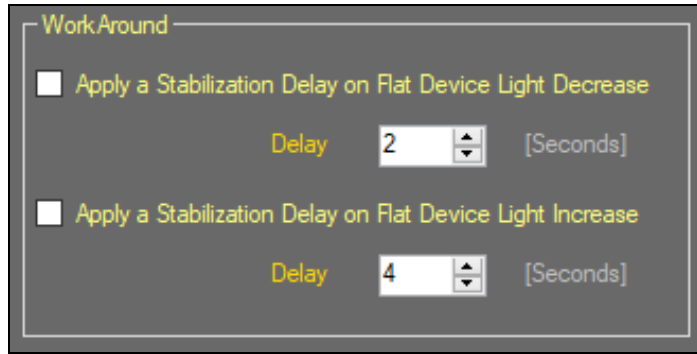 WorkAround
Apply a Stabilization Delay on Flat Device Light Decrease
Delay 2 [Seconds]
Apply a Stabilization Delay on Flat Device Light Increase
Delay 4 [Seconds]